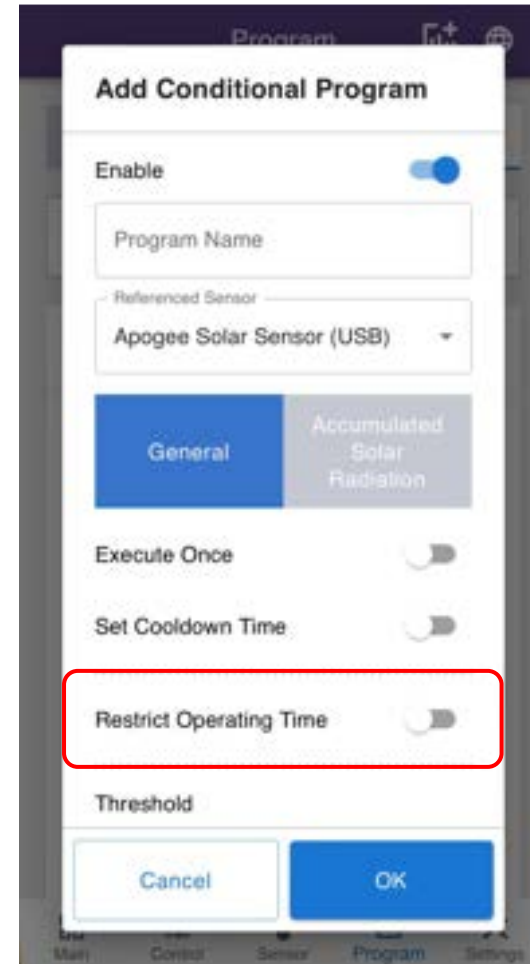 Program
Add Conditional Program
Enable
Program Name
Referenced Sensor
Apogee Solar Sensor (USB)
General
Accumulated
Solar
Radiation
Execute Once
Set Cooldown Time
Restrict Operating Time
Threshold
Cancel
OK
Main Control Sensor Program Settings